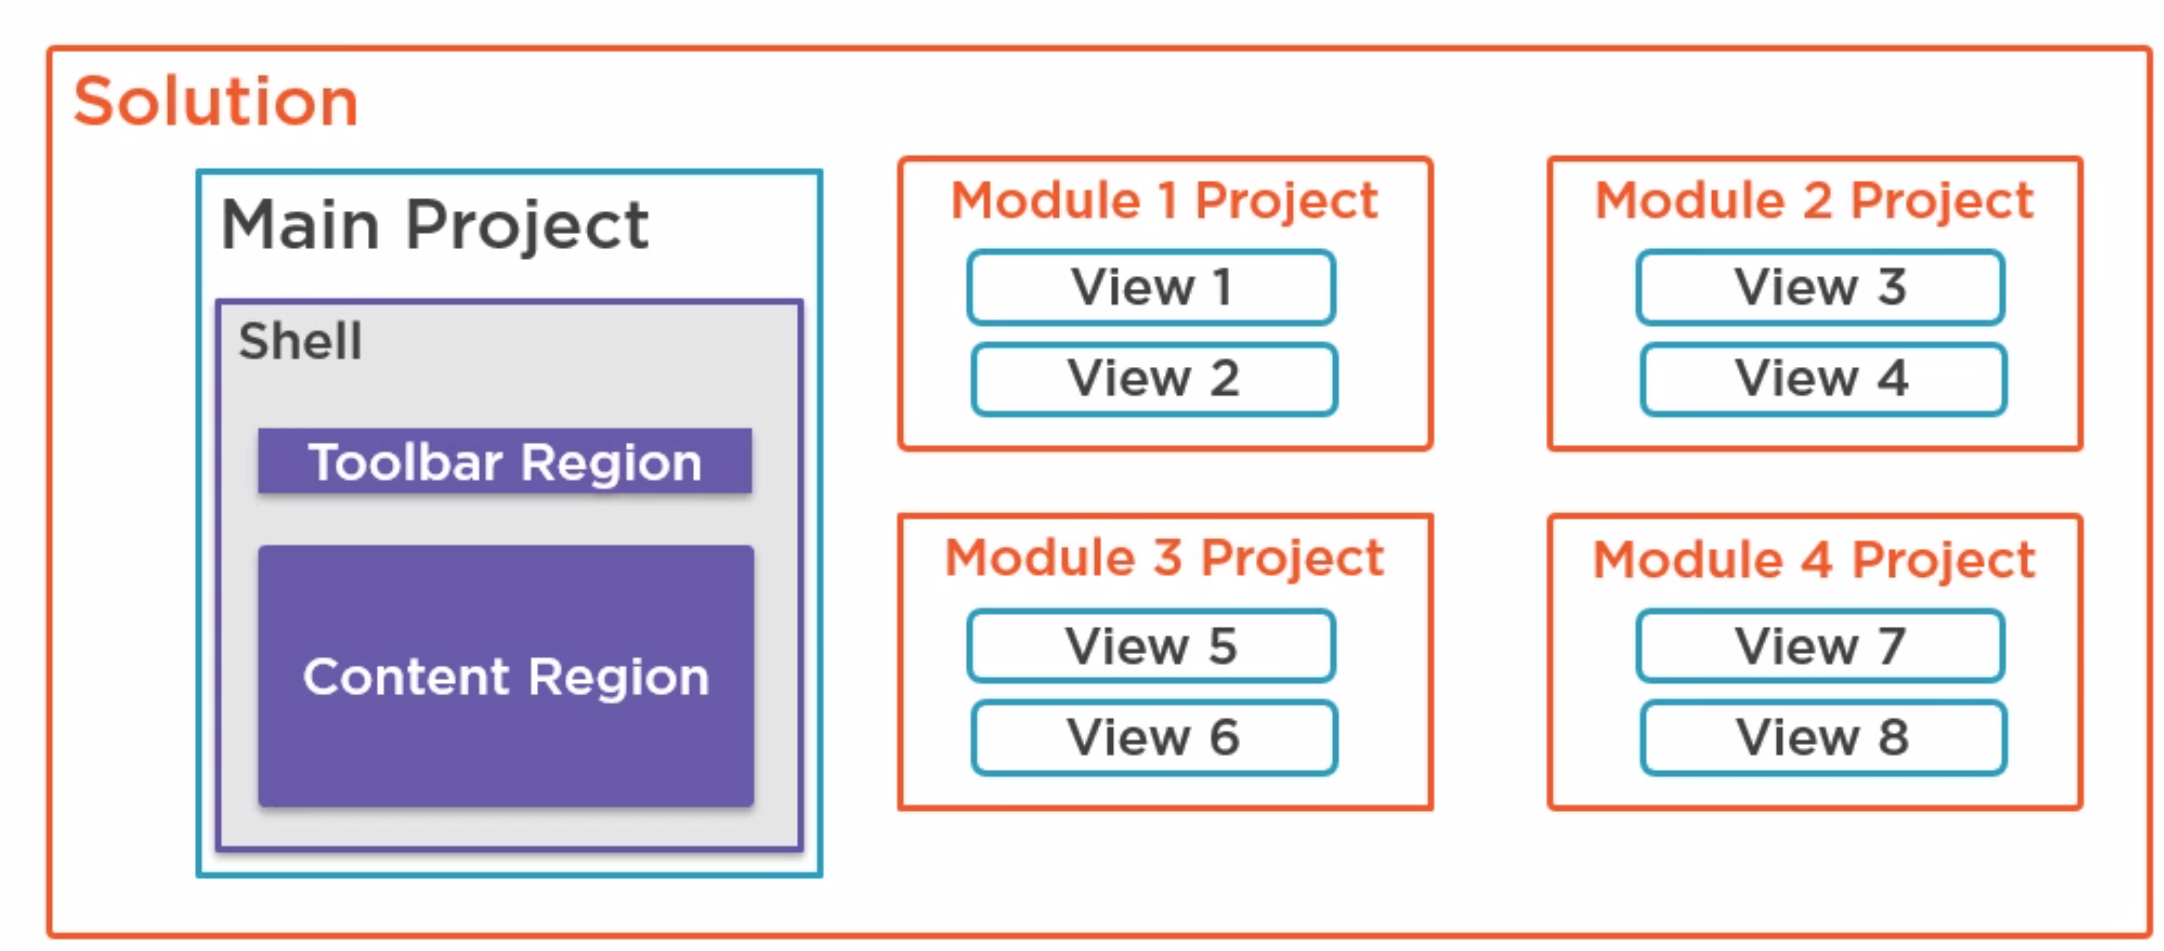 Solution
Main Project
Shell
Toolbar Region
Content Region
Module 1 Project
View 1
View 2
Module 2 Project
View 3
View 4
Module 3 Project
View 5
View 6
Module 4 Project
View 7
View 8